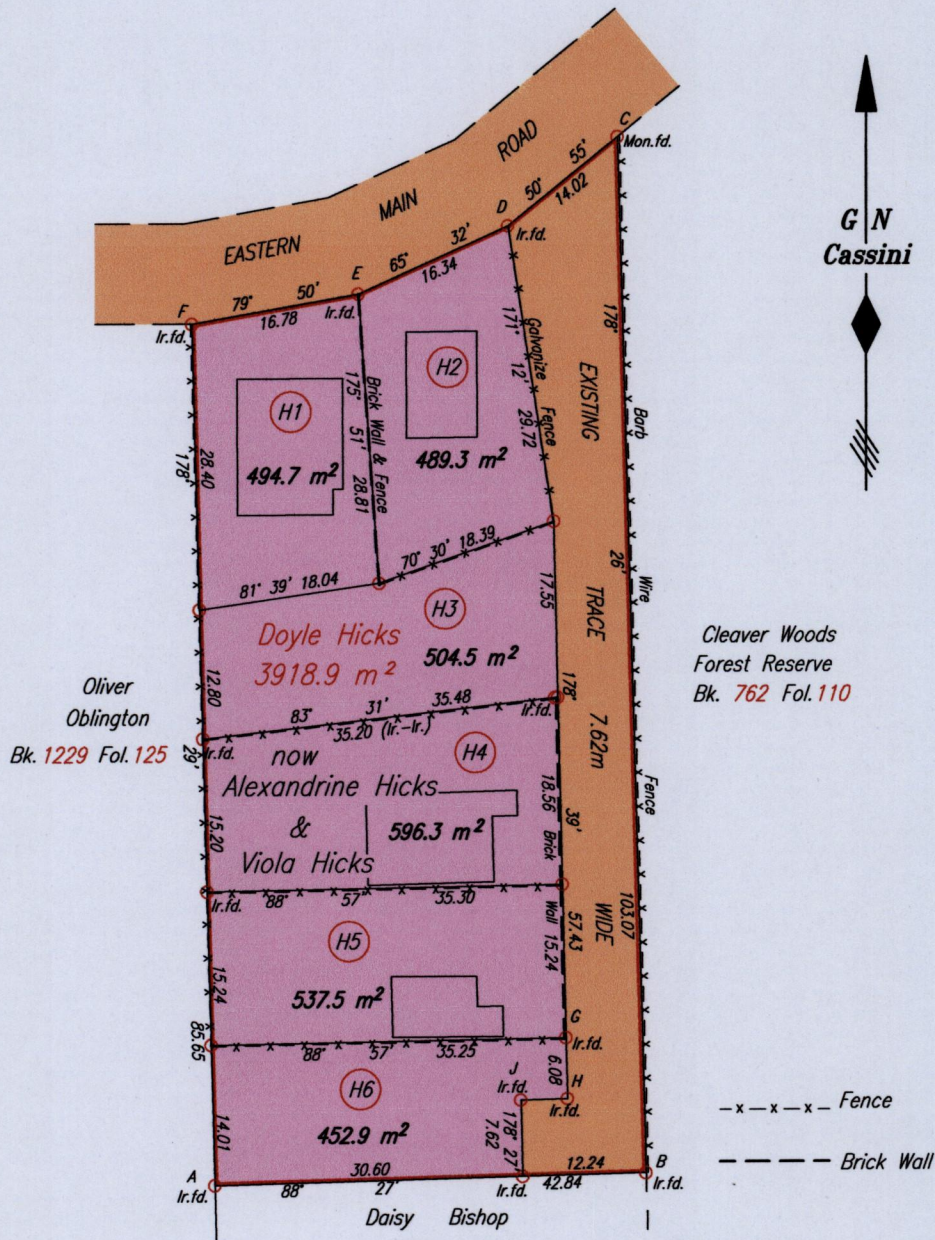 C
Mon.fd.
50° 55'
14.02
EASTERN MAIN ROAD
D
Ir.fd.
65° 32'
16.34
E
Ir.fd.
79° 50'
16.78
F
Ir.fd.
G N
Cassini
H1
494.7 m²
H2
489.3 m²
Brick Wall & Fence
175° 51' 28.81
Galvanize Fence
171° 12' 29.72
EXISTING TRACE 7.62m WIDE
178° 26' 103.07
Barb Wire Fence
28.40
178° 29' 85.65
81° 39' 18.04
70° 30' 18.39
17.55
H3
Doyle Hicks
504.5 m²
3918.9 m²
12.80
83° 31' 35.48
35.20 (Ir.-Ir.)
Ir.fd.
Ir.fd.
178° 39' 57.43
Cleaver Woods
Forest Reserve
Bk. 762 Fol. 110
Oliver
Oblington
Bk. 1229 Fol. 125
now
H4
Alexandrine Hicks
&
596.3 m²
Viola Hicks
15.20
18.56
Brick Wall
Ir.fd.
88° 57' 35.30
H5
537.5 m²
15.24
15.24
88° 57' 35.25
G
Ir.fd.
6.08
H
Ir.fd.
J
Ir.fd.
178° 27'
7.62
H6
452.9 m²
14.01
30.60
12.24
A
Ir.fd.
88° 27'
Ir.fd.
42.84
B
Ir.fd.
Daisy Bishop
Fence
Brick Wall